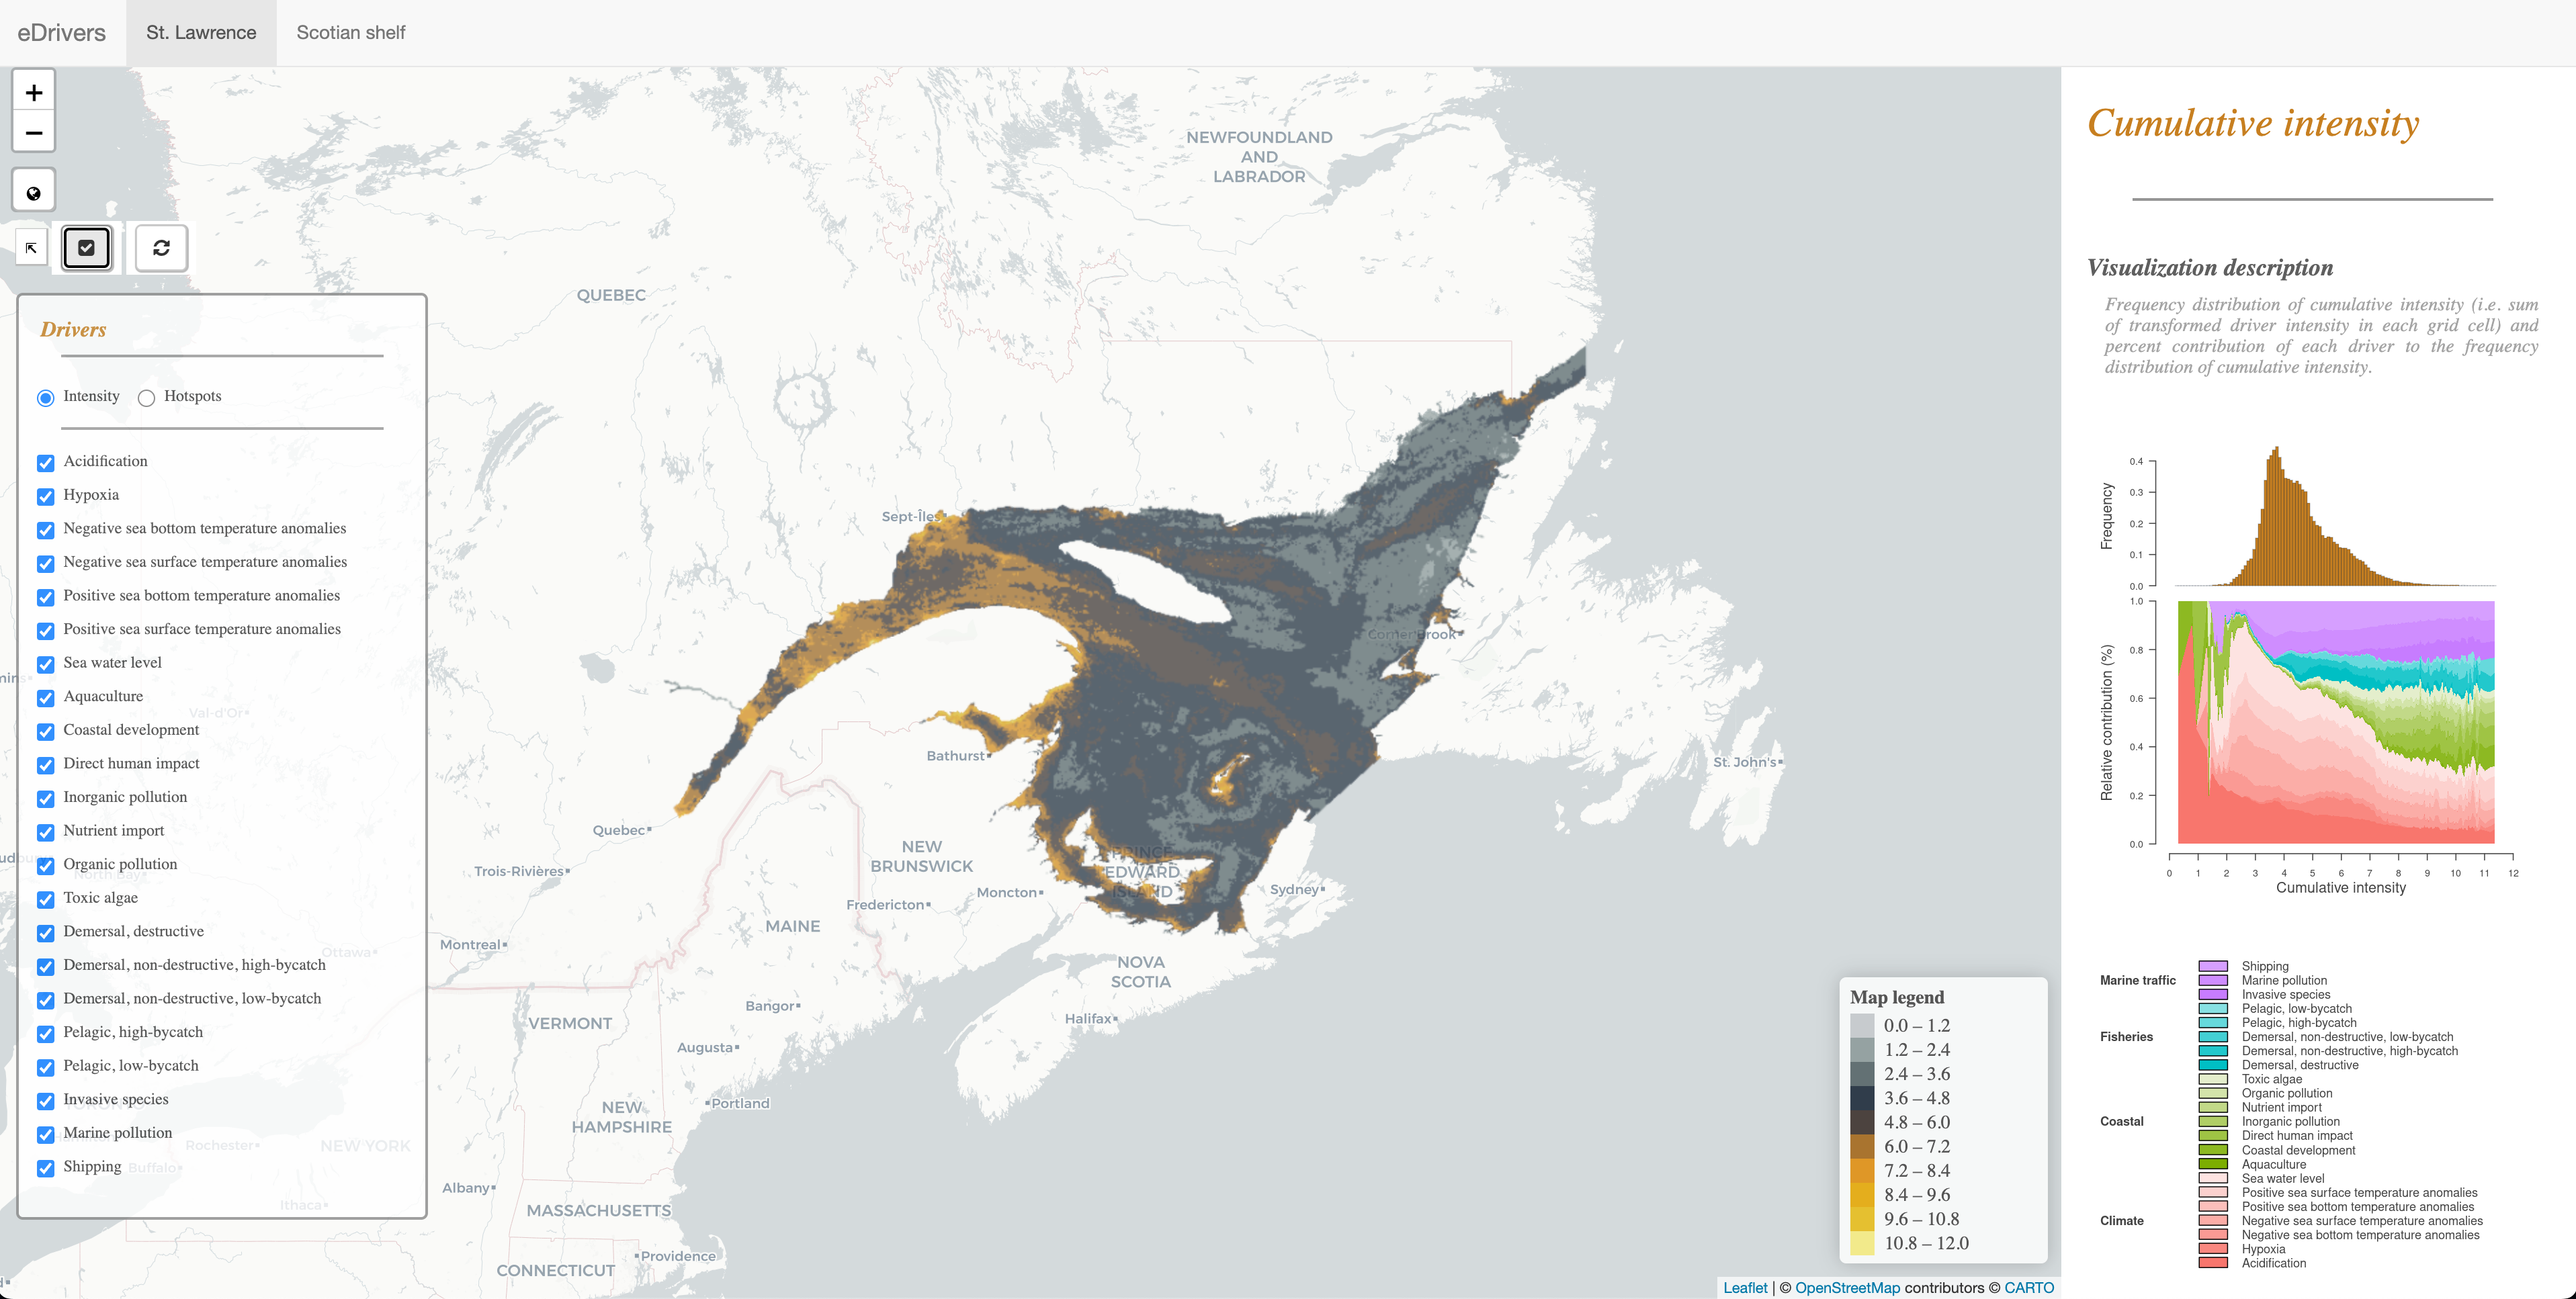 eDrivers
St. Lawrence
Scotian shelf
+
−
Drivers
Intensity
Hotspots
Acidification
Hypoxia
Negative sea bottom temperature anomalies
Negative sea surface temperature anomalies
Positive sea bottom temperature anomalies
Positive sea surface temperature anomalies
Sea water level
Aquaculture
Coastal development
Direct human impact
Inorganic pollution
Nutrient import
Organic pollution
Toxic algae
Demersal, destructive
Demersal, non-destructive, high-bycatch
Demersal, non-destructive, low-bycatch
Pelagic, high-bycatch
Pelagic, low-bycatch
Invasive species
Marine pollution
Shipping
NEWFOUNDLAND
AND
LABRADOR
QUEBEC
Sept-Îles
Corner Brook
Val-d'Or
Bathurst
St. John's
Quebec
NEW
BRUNSWICK
PRINCE
EDWARD
ISLAND
Trois-Rivières
Moncton
Sydney
Fredericton
North Bay
MAINE
Montreal
Ottawa
NOVA
SCOTIA
Bangor
Halifax
VERMONT
Augusta
Portland
NEW
HAMPSHIRE
TORONTO
Rochester
NEW YORK
Buffalo
Albany
Ithaca
MASSACHUSETTS
Providence
CONNECTICUT
Map legend
0.0 – 1.2
1.2 – 2.4
2.4 – 3.6
3.6 – 4.8
4.8 – 6.0
6.0 – 7.2
7.2 – 8.4
8.4 – 9.6
9.6 – 10.8
10.8 – 12.0
Leaflet | © OpenStreetMap contributors © CARTO
Cumulative intensity
Visualization description
Frequency distribution of cumulative intensity (i.e. sum
of transformed driver intensity in each grid cell) and
percent contribution of each driver to the frequency
distribution of cumulative intensity.
Frequency
0.4
0.3
0.2
0.1
0.0
Relative contribution (%)
1.0
0.8
0.6
0.4
0.2
0.0
0 1 2 3 4 5 6 7 8 9 10 11 12
Cumulative intensity
Marine traffic
Shipping
Marine pollution
Invasive species
Fisheries
Pelagic, low-bycatch
Pelagic, high-bycatch
Demersal, non-destructive, low-bycatch
Demersal, non-destructive, high-bycatch
Demersal, destructive
Coastal
Toxic algae
Organic pollution
Nutrient import
Inorganic pollution
Direct human impact
Coastal development
Aquaculture
Climate
Sea water level
Positive sea surface temperature anomalies
Positive sea bottom temperature anomalies
Negative sea surface temperature anomalies
Negative sea bottom temperature anomalies
Hypoxia
Acidification